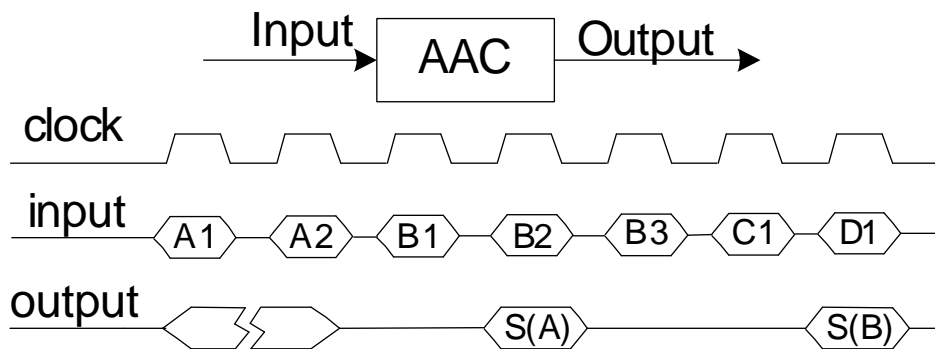 Input AAC Output
clock
input A1 A2 B1 B2 B3 C1 D1
output S(A) S(B)